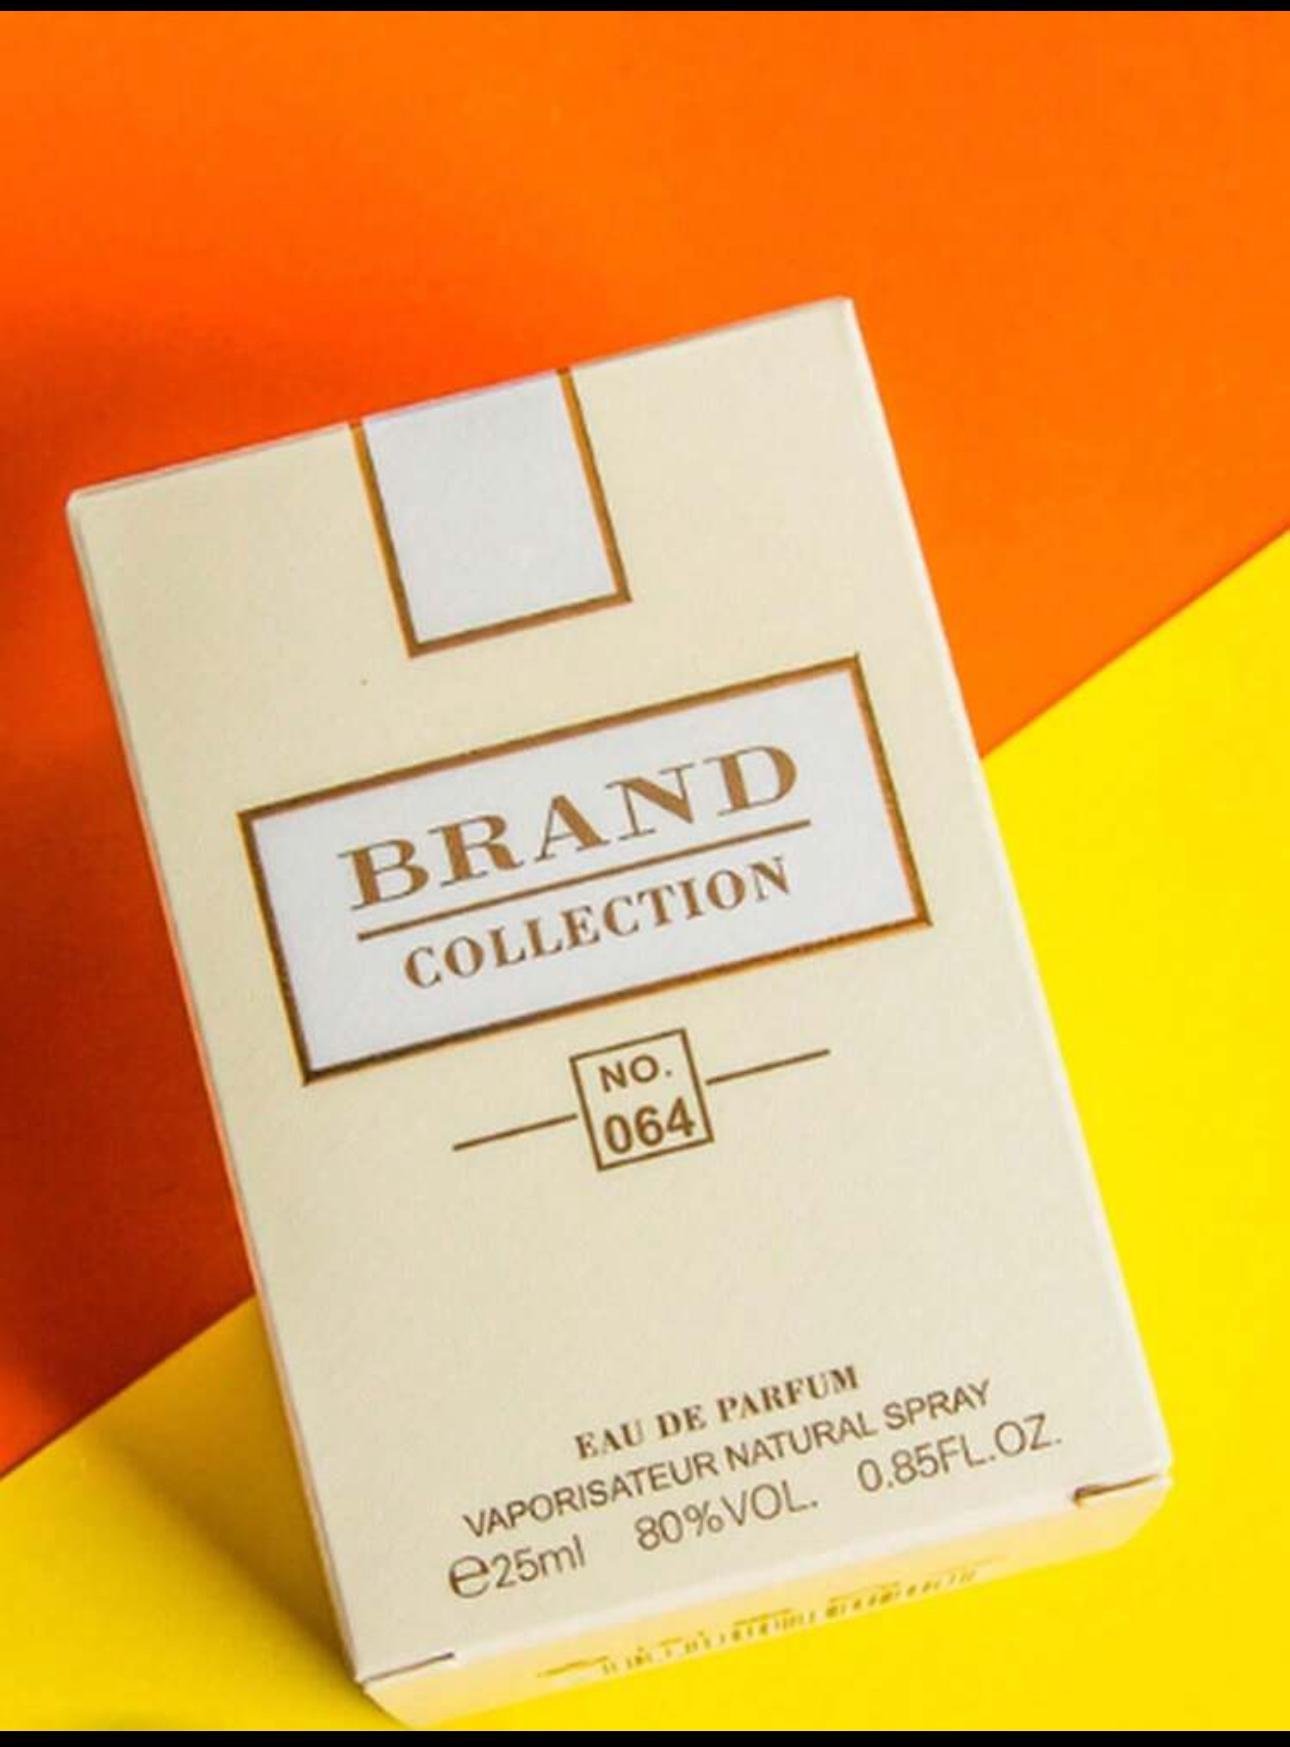 BRAND
COLLECTION
NO.
064
EAU DE PARFUM
VAPORISATEUR NATURAL SPRAY
℮25ml 80%VOL. 0.85FL.OZ.